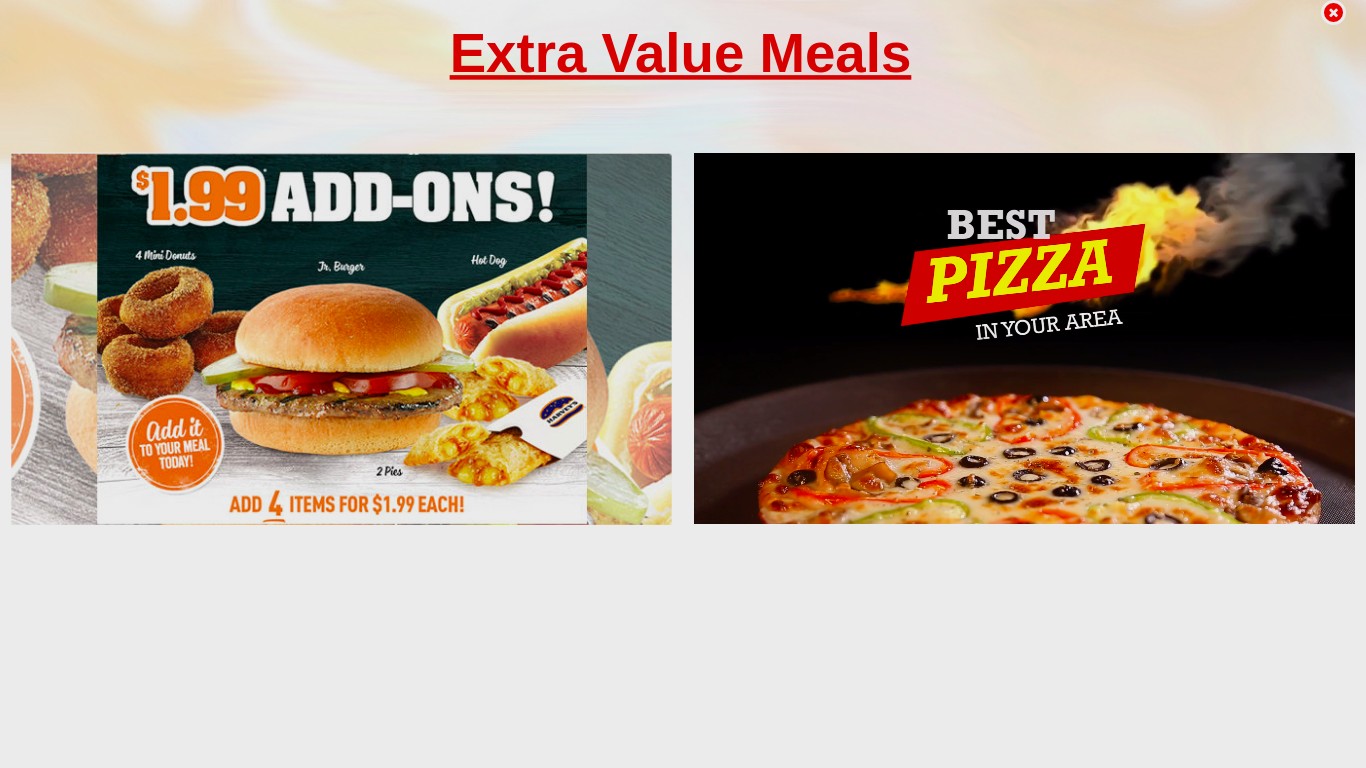 Extra Value Meals
$1.99 ADD-ONS!
4 Mini Donuts
Jr. Burger
Hot Dog
HARVEY'S
Add it
TO YOUR MEAL
TODAY!
2 Pies
ADD 4 ITEMS FOR $1.99 EACH!
BEST
PIZZA
IN YOUR AREA